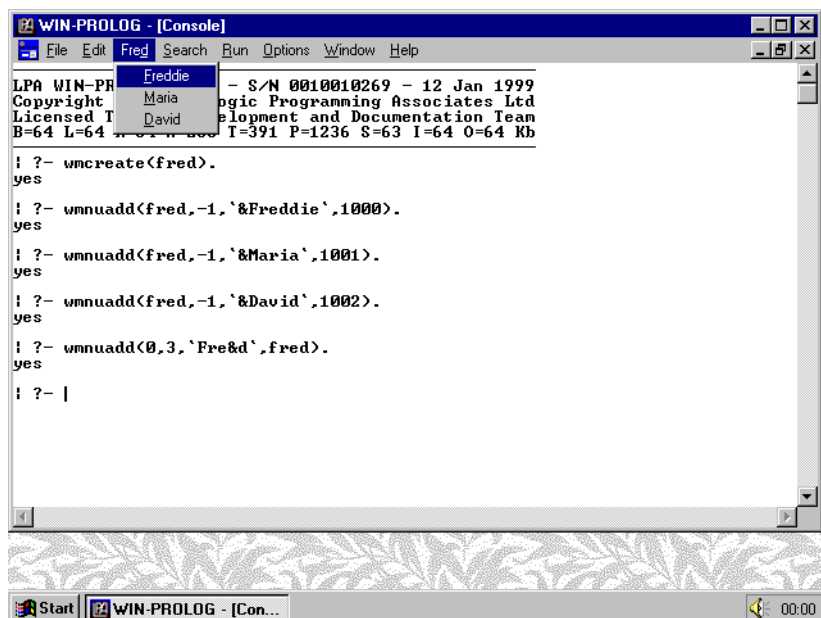 WIN-PROLOG - [Console]
File Edit Fred Search Run Options Window Help
Freddie
Maria
David
LPA WIN-PR - S/N 0010010269 - 12 Jan 1999
Copyright ogic Programming Associates Ltd
Licensed T elopment and Documentation Team
B=64 L=64 T=391 P=1236 S=63 I=64 O=64 Kb
| ?- wmcreate(fred).
yes
| ?- wmnuadd(fred,-1,`&Freddie`,1000).
yes
| ?- wmnuadd(fred,-1,`&Maria`,1001).
yes
| ?- wmnuadd(fred,-1,`&David`,1002).
yes
| ?- wmnuadd(0,3,`Fre&d`,fred).
yes
| ?- |
Start WIN-PROLOG - [Con... 00:00